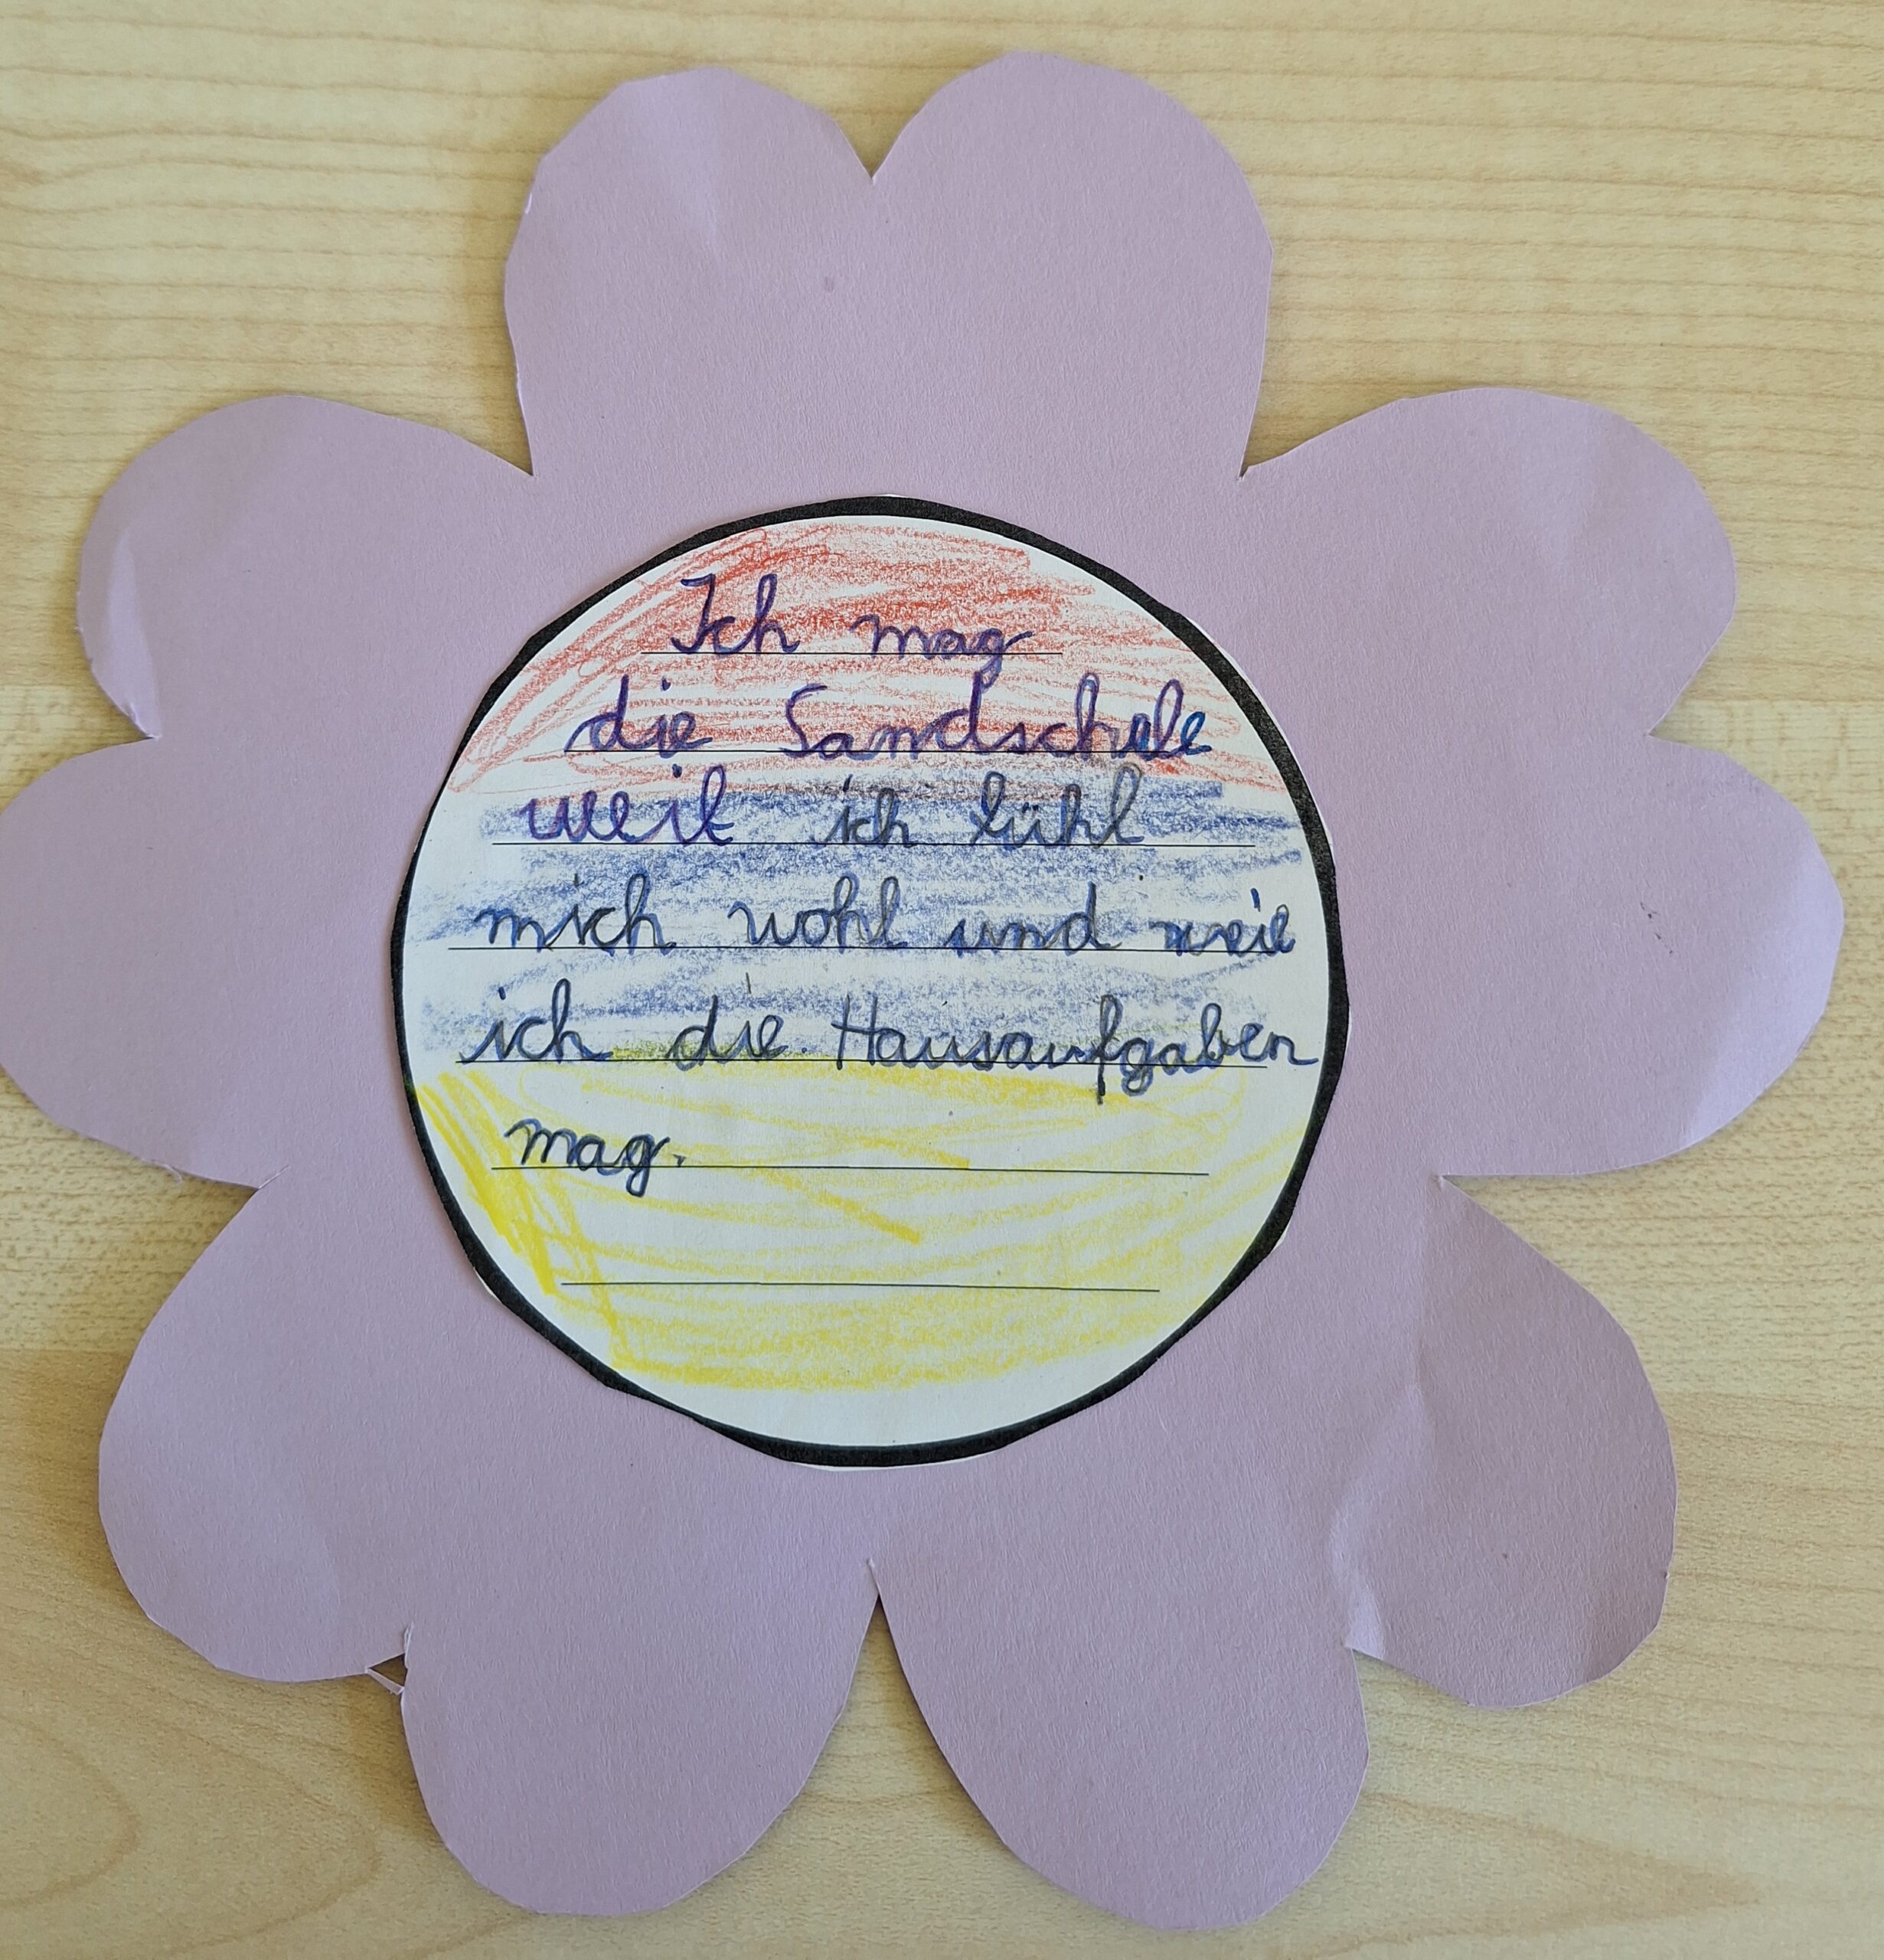 Ich mag
die Sandschule
weil ich fühl
mich wohl und weil
ich die Hausaufgaben
mag.